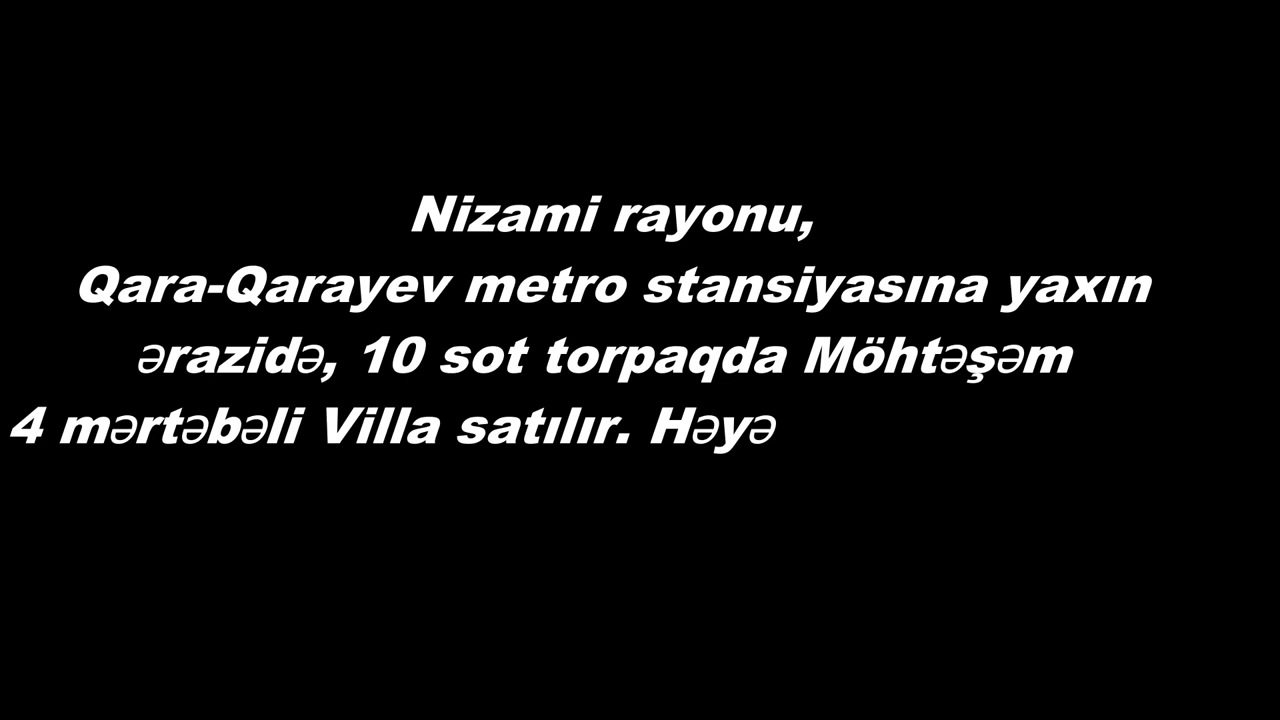 Nizami rayonu,
Qara-Qarayev metro stansiyasına yaxın
ərazidə, 10 sot torpaqda Möhtəşəm
4 mərtəbəli Villa satılır. Həyə